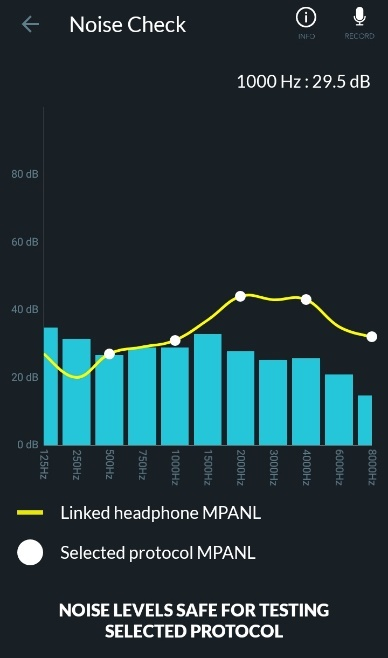 Noise Check
INFO
RECORD
1000 Hz : 29.5 dB
80 dB
60 dB
40 dB
20 dB
0 dB
125Hz
250Hz
500Hz
750Hz
1000Hz
1500Hz
2000Hz
3000Hz
4000Hz
6000Hz
8000Hz
Linked headphone MPANL
Selected protocol MPANL
NOISE LEVELS SAFE FOR TESTING
SELECTED PROTOCOL